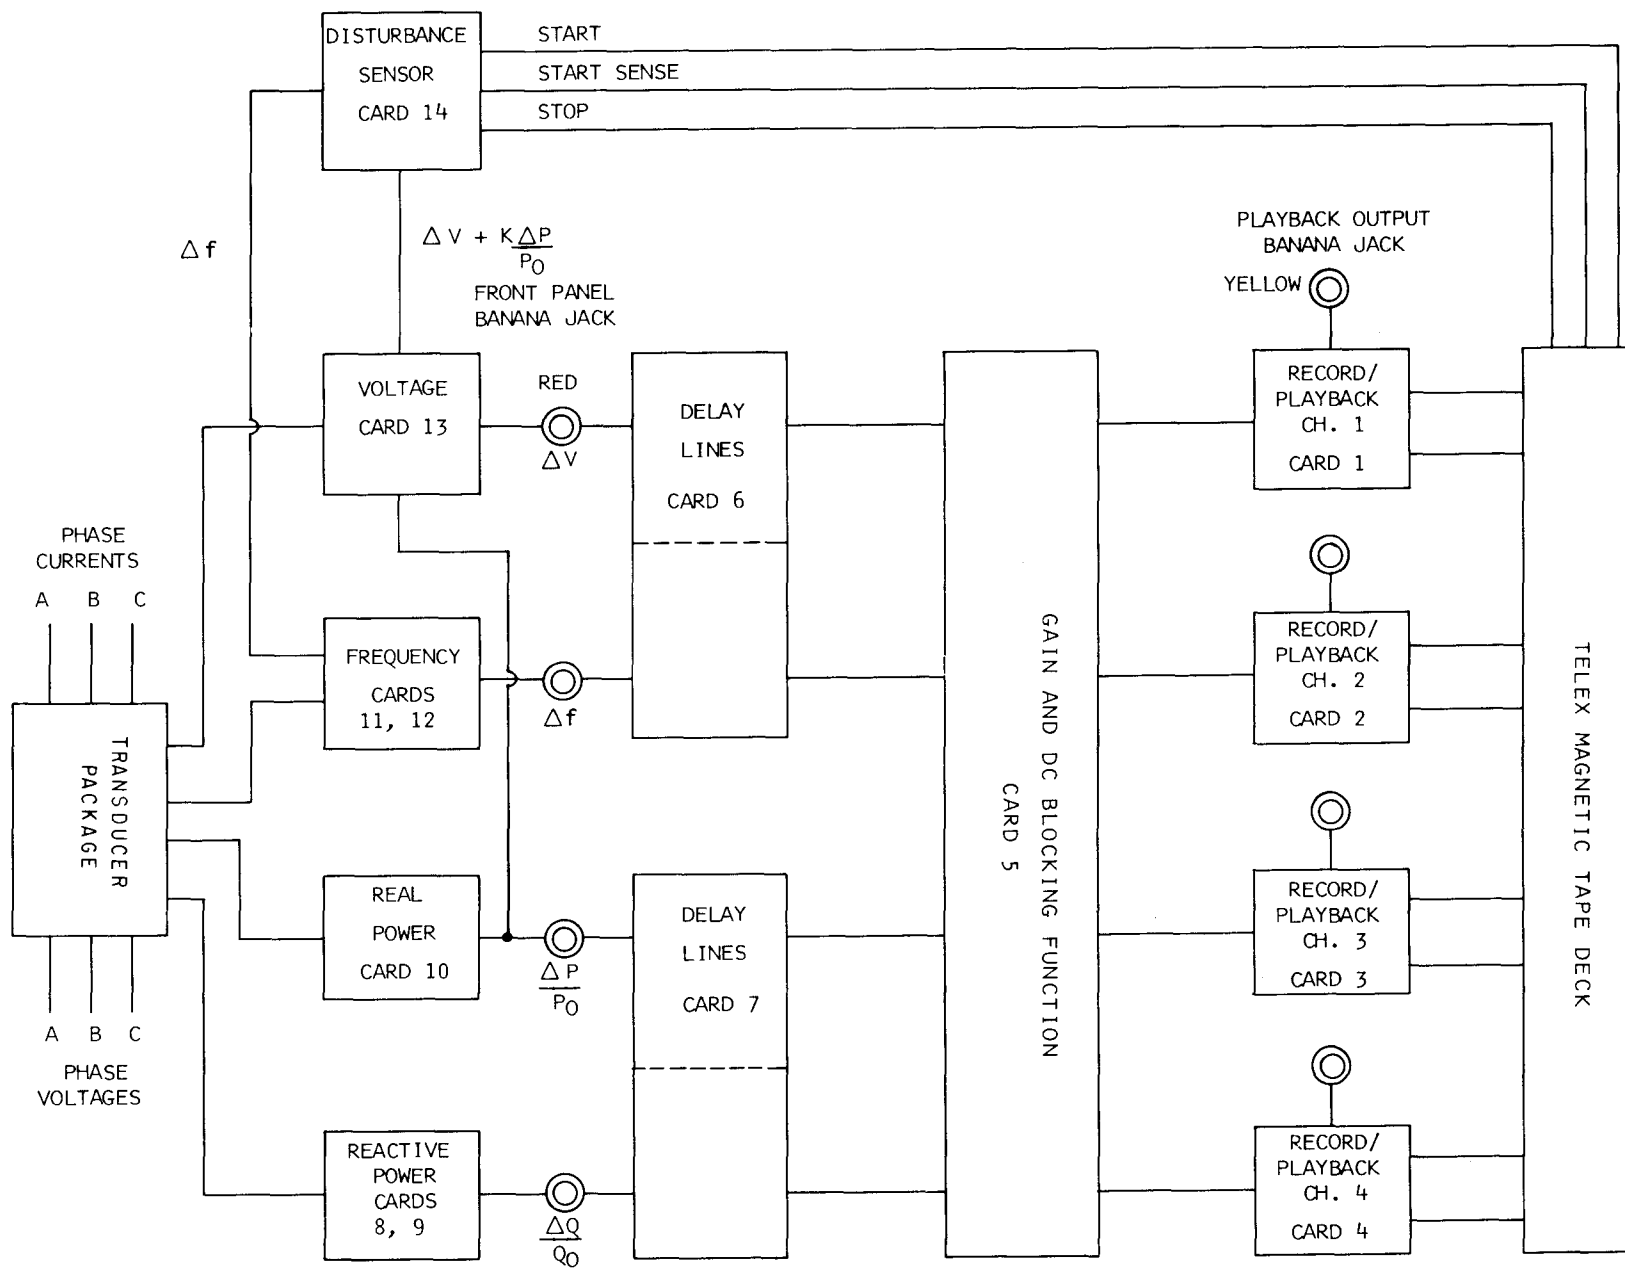 DISTURBANCE
SENSOR
CARD 14
START
START SENSE
STOP
Δf
ΔV + KΔP
P0
FRONT PANEL
BANANA JACK
PLAYBACK OUTPUT
BANANA JACK
YELLOW
VOLTAGE
CARD 13
RED
ΔV
DELAY
LINES
CARD 6
RECORD/
PLAYBACK
CH. 1
CARD 1
PHASE
CURRENTS
A B C
FREQUENCY
CARDS
11, 12
Δf
RECORD/
PLAYBACK
CH. 2
CARD 2
TRANSDUCER
PACKAGE
GAIN AND DC BLOCKING FUNCTION
CARD 5
TELEX MAGNETIC TAPE DECK
REAL
POWER
CARD 10
ΔP
P0
DELAY
LINES
CARD 7
RECORD/
PLAYBACK
CH. 3
CARD 3
A B C
PHASE
VOLTAGES
REACTIVE
POWER
CARDS
8, 9
ΔQ
Q0
RECORD/
PLAYBACK
CH. 4
CARD 4